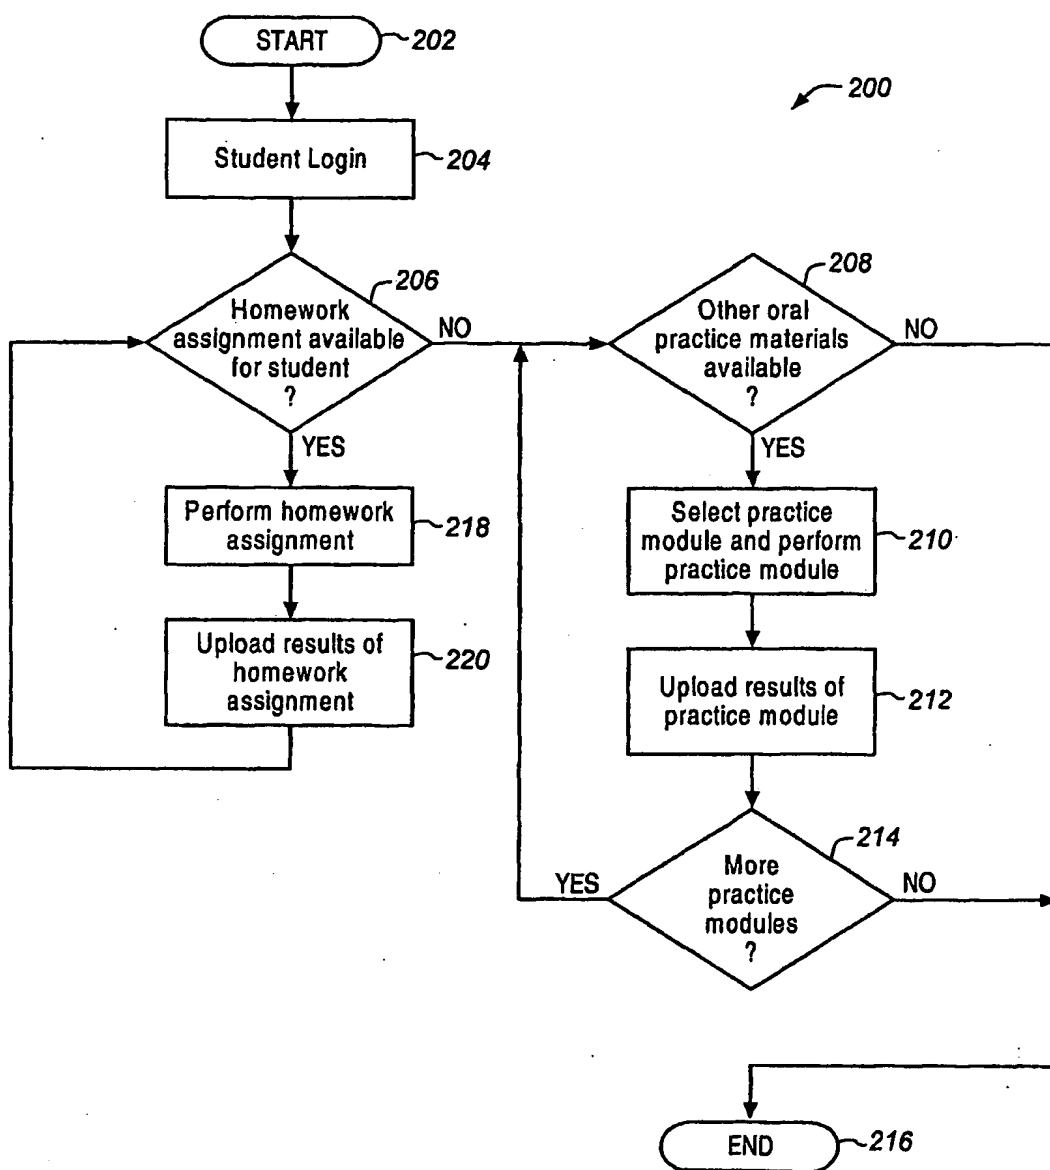 START
202
200
Student Login
204
206
Homework
assignment available
for student
?
NO
YES
208
Other oral
practice materials
available
?
NO
YES
Perform homework
assignment
218
Select practice
module and perform
practice module
210
Upload results of
homework
assignment
220
Upload results of
practice module
212
214
More
practice
modules
?
YES
NO
END
216